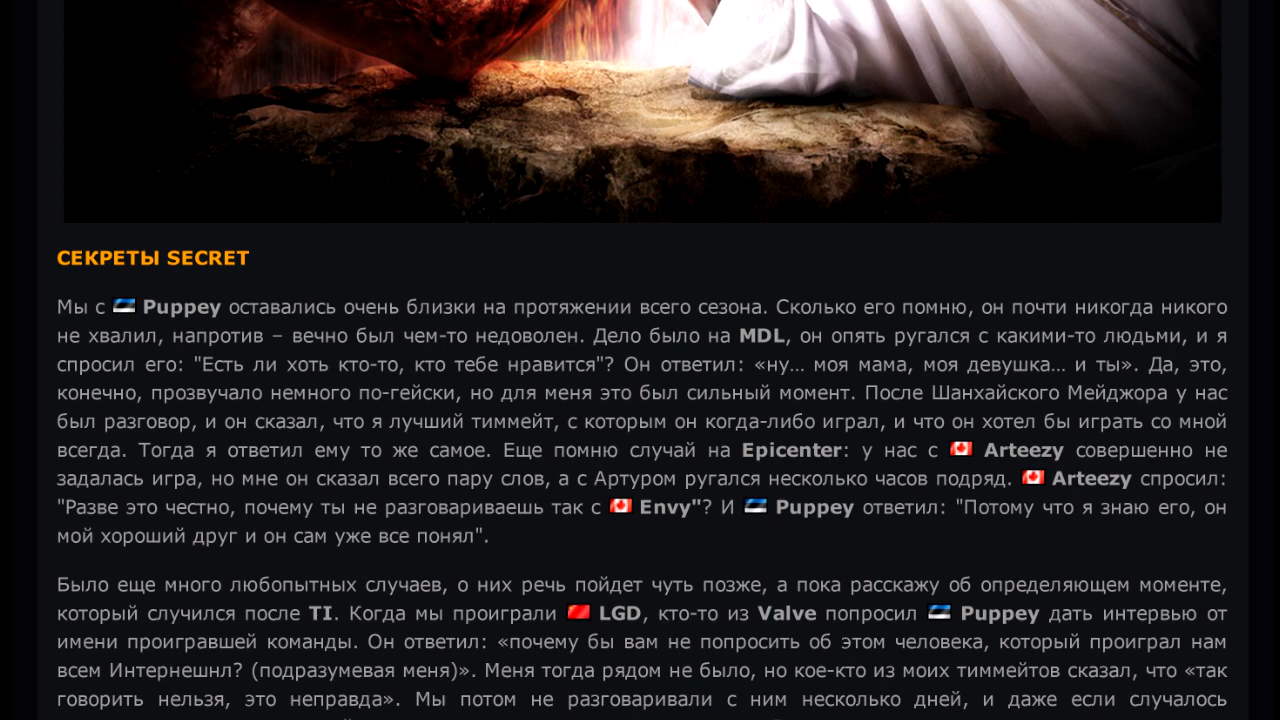 СЕКРЕТЫ SECRET
Мы с Puppey оставались очень близки на протяжении всего сезона. Сколько его помню, он почти никогда никого
не хвалил, напротив – вечно был чем-то недоволен. Дело было на MDL, он опять ругался с какими-то людьми, и я
спросил его: "Есть ли хоть кто-то, кто тебе нравится"? Он ответил: «ну... моя мама, моя девушка... и ты». Да, это,
конечно, прозвучало немного по-гейски, но для меня это был сильный момент. После Шанхайского Мейджора у нас
был разговор, и он сказал, что я лучший тиммейт, с которым он когда-либо играл, и что он хотел бы играть со мной
всегда. Тогда я ответил ему то же самое. Еще помню случай на Epicenter: у нас с Arteezy совершенно не
задалась игра, но мне он сказал всего пару слов, а с Артуром ругался несколько часов подряд. Arteezy спросил:
"Разве это честно, почему ты не разговариваешь так с Envy"? И Puppey ответил: "Потому что я знаю его, он
мой хороший друг и он сам уже все понял".
Было еще много любопытных случаев, о них речь пойдет чуть позже, а пока расскажу об определяющем моменте,
который случился после TI. Когда мы проиграли LGD, кто-то из Valve попросил Puppey дать интервью от
имени проигравшей команды. Он ответил: «почему бы вам не попросить об этом человека, который проиграл нам
всем Интернешнл? (подразумевая меня)». Меня тогда рядом не было, но кое-кто из моих тиммейтов сказал, что «так
говорить нельзя, это неправда». Мы потом не разговаривали с ним несколько дней, и даже если случалось